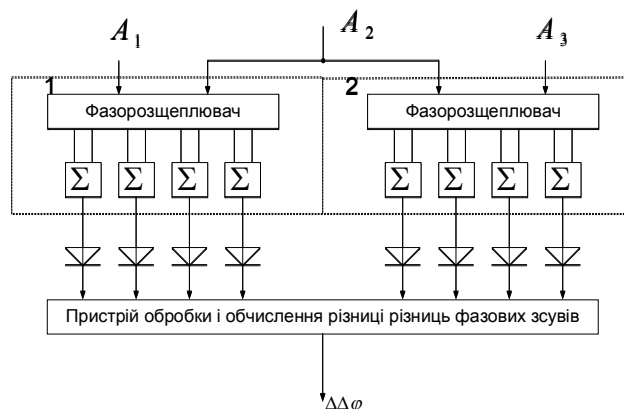 A₁ A₂ A₃
1 2
Фазорозщеплювач Фазорозщеплювач
Σ Σ Σ Σ Σ Σ Σ Σ
Пристрій обробки і обчислення різниці різниць фазових зсувів
ΔΔφ